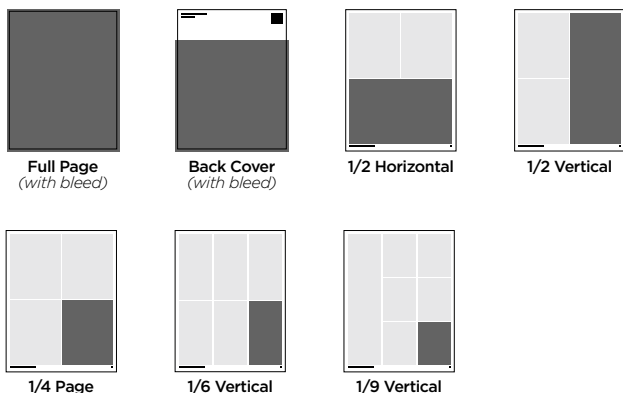 Full Page
(with bleed)
Back Cover
(with bleed)
1/2 Horizontal
1/2 Vertical
1/4 Page
1/6 Vertical
1/9 Vertical